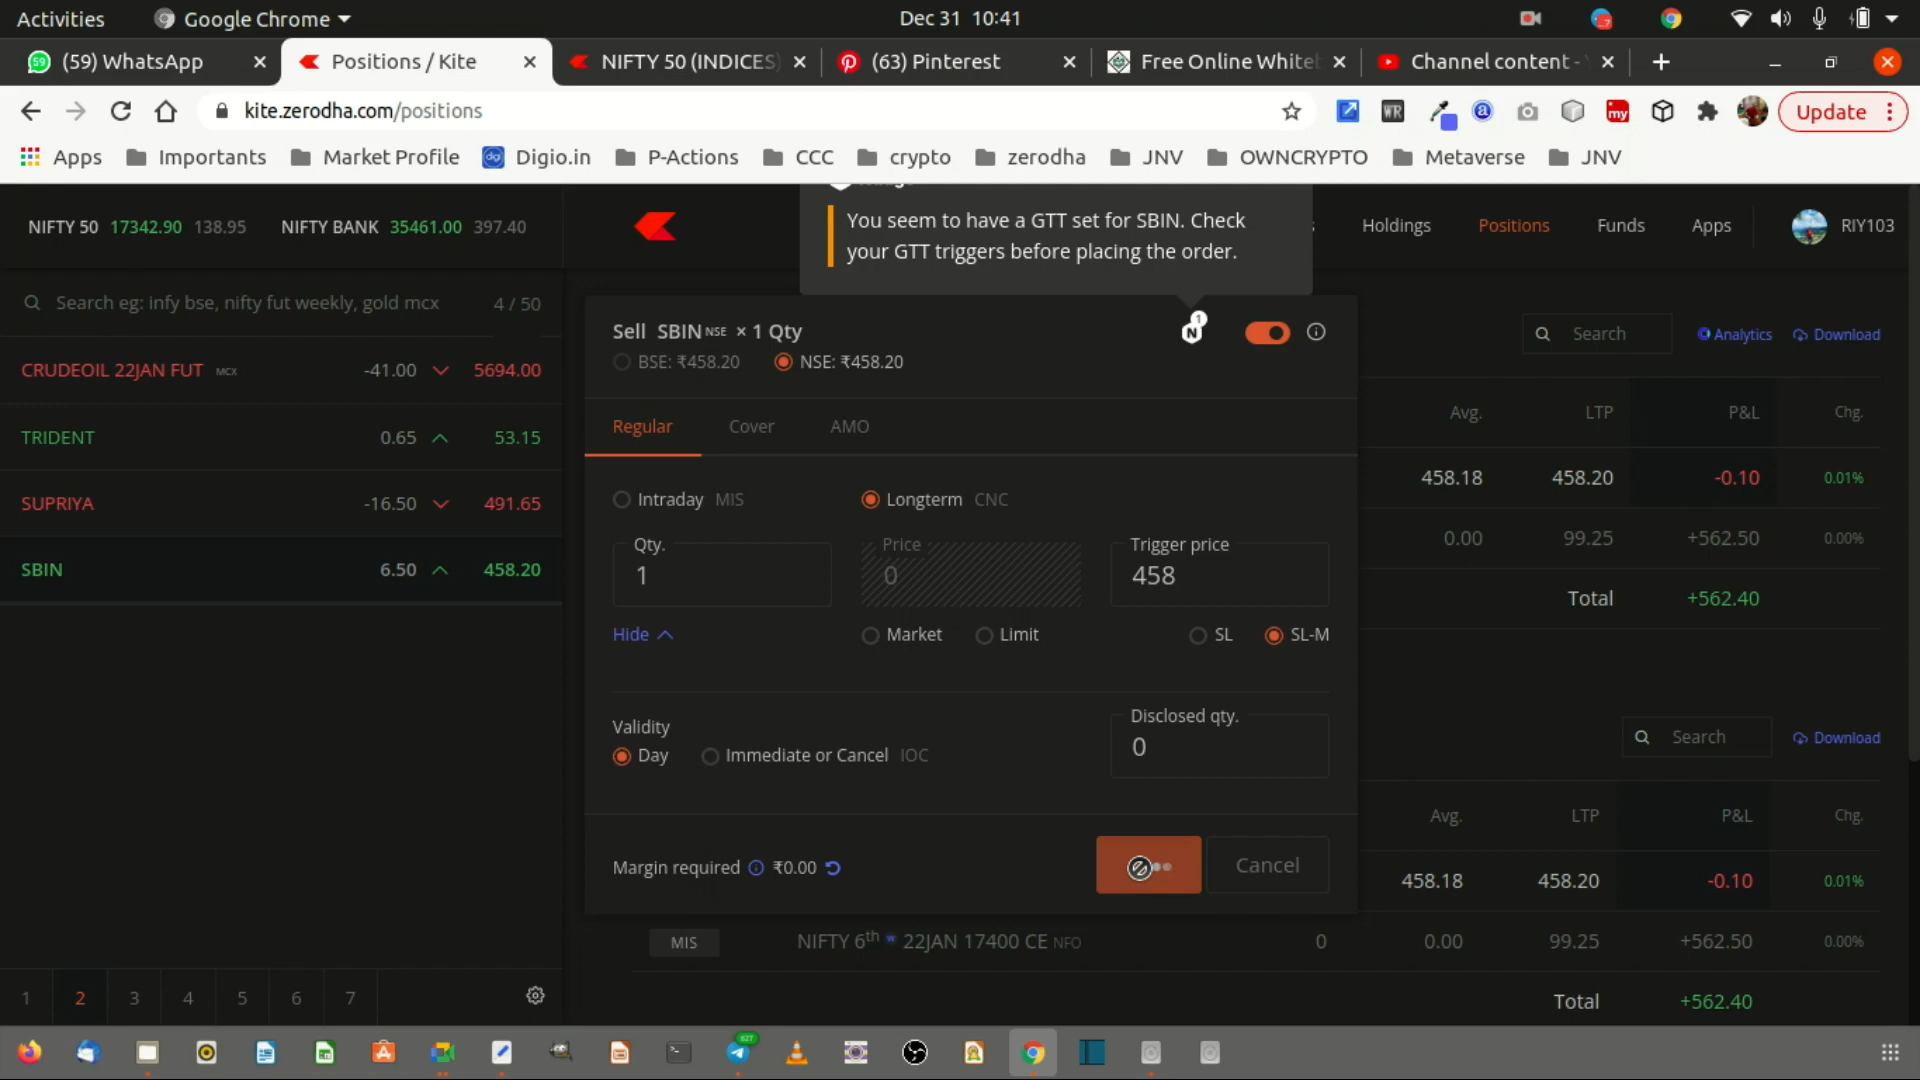 Activities
Google Chrome
Dec 31 10:41
(59) WhatsApp
Positions / Kite
NIFTY 50 (INDICES)
(63) Pinterest
Free Online White
Channel content -
kite.zerodha.com/positions
Update
Apps
Importants
Market Profile
Digio.in
P-Actions
CCC
crypto
zerodha
JNV
OWNCRYPTO
Metaverse
JNV
NIFTY 50 17342.90 138.95
NIFTY BANK 35461.00 397.40
You seem to have a GTT set for SBIN. Check
your GTT triggers before placing the order.
Holdings
Positions
Funds
Apps
RIY103
Search eg: infy bse, nifty fut weekly, gold mcx
4 / 50
CRUDEOIL 22JAN FUT MCX -41.00 5694.00
TRIDENT 0.65 53.15
SUPRIYA -16.50 491.65
SBIN 6.50 458.20
1 2 3 4 5 6 7
Sell SBIN NSE × 1 Qty
1
N
BSE: ₹458.20 NSE: ₹458.20
Regular Cover AMO
Intraday MIS Longterm CNC
Qty. Price Trigger price
1 0 458
Hide Market Limit SL SL-M
Validity
Disclosed qty.
Day Immediate or Cancel IOC
0
Margin required ₹0.00
Cancel
Search Analytics Download
Avg. LTP P&L Chg.
458.18 458.20 -0.10 0.01%
0.00 99.25 +562.50 0.00%
Total +562.40
Search Download
Avg. LTP P&L Chg.
458.18 458.20 -0.10 0.01%
MIS NIFTY 6th w 22JAN 17400 CE NFO 0 0.00 99.25 +562.50 0.00%
Total +562.40
627